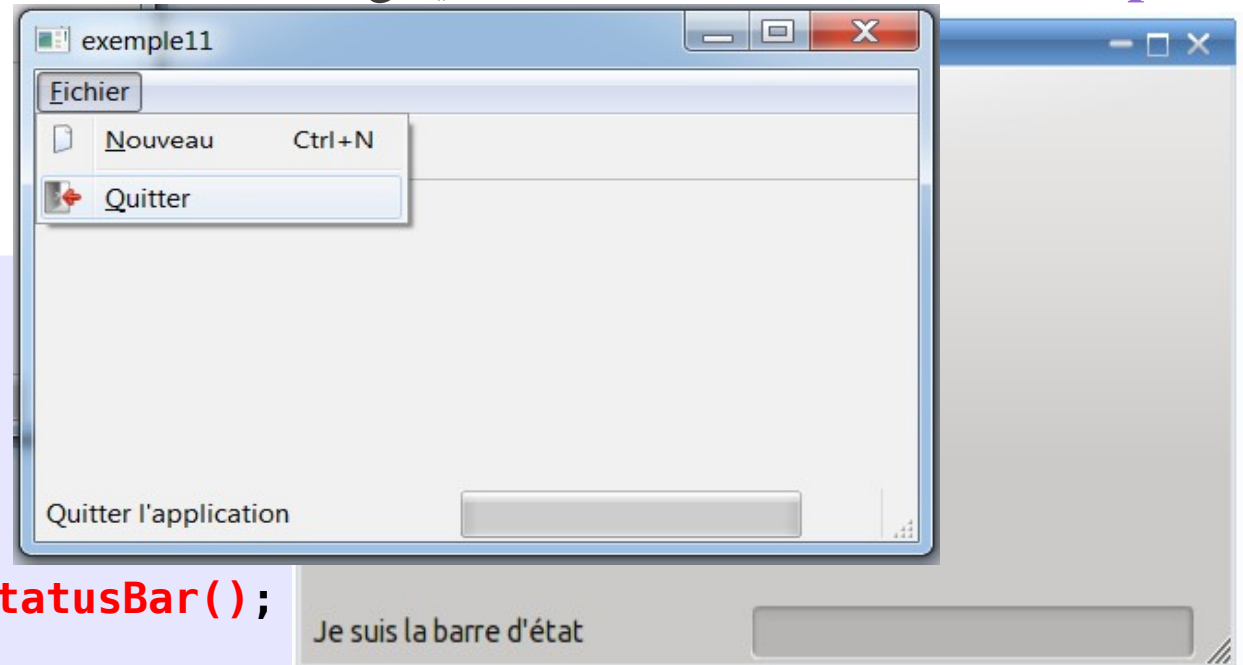 exemple11
Fichier
Nouveau Ctrl+N
Quitter
Quitter l'application
tatusBar();
Je suis la barre d'état